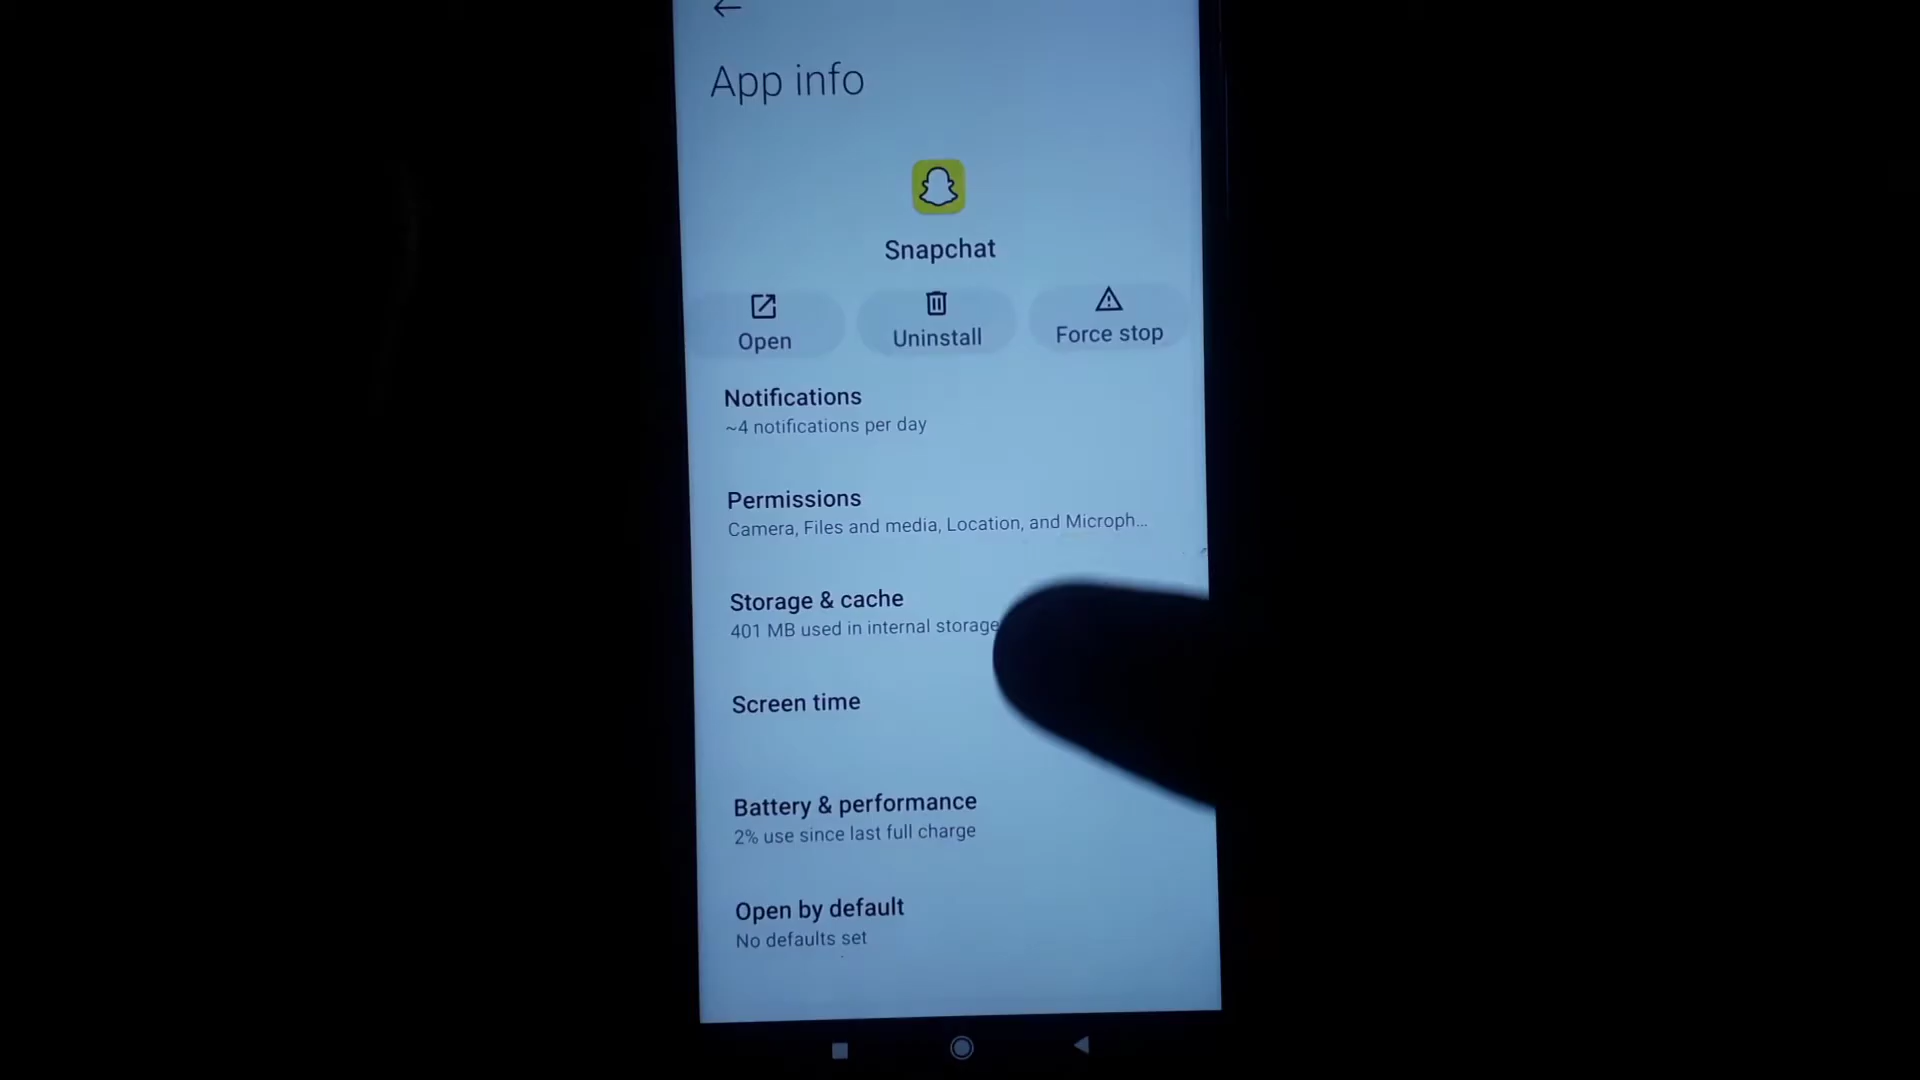 App info
Snapchat
Open
Uninstall
Force stop
Notifications
~4 notifications per day
Permissions
Camera, Files and media, Location, and Microph...
Storage & cache
401 MB used in internal storage
Screen time
Battery & performance
2% use since last full charge
Open by default
No defaults set